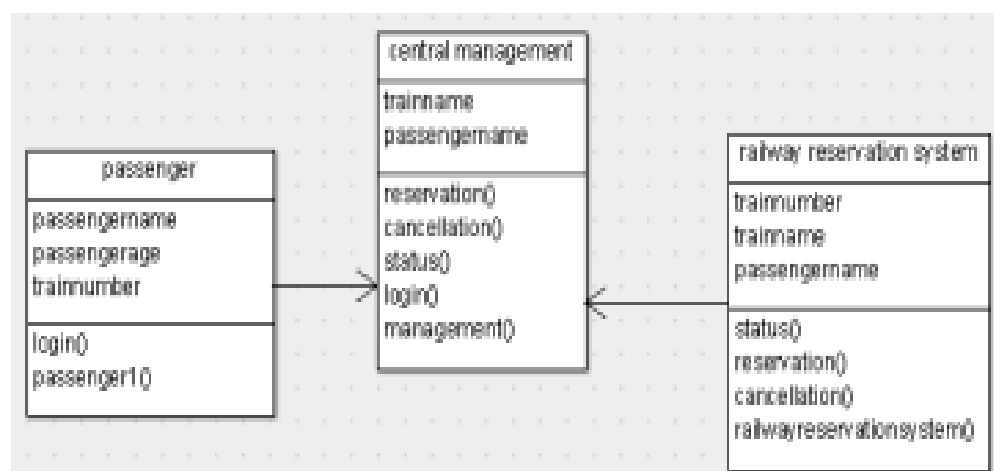 passenger
passengername
passengerage
trainnumber
login()
passenger1()
central management
trainname
passengername
reservation()
cancellation()
status()
login()
management()
railway reservation system
trainnumber
trainname
passengername
status()
reservation()
cancellation()
railwayreservationsystem()